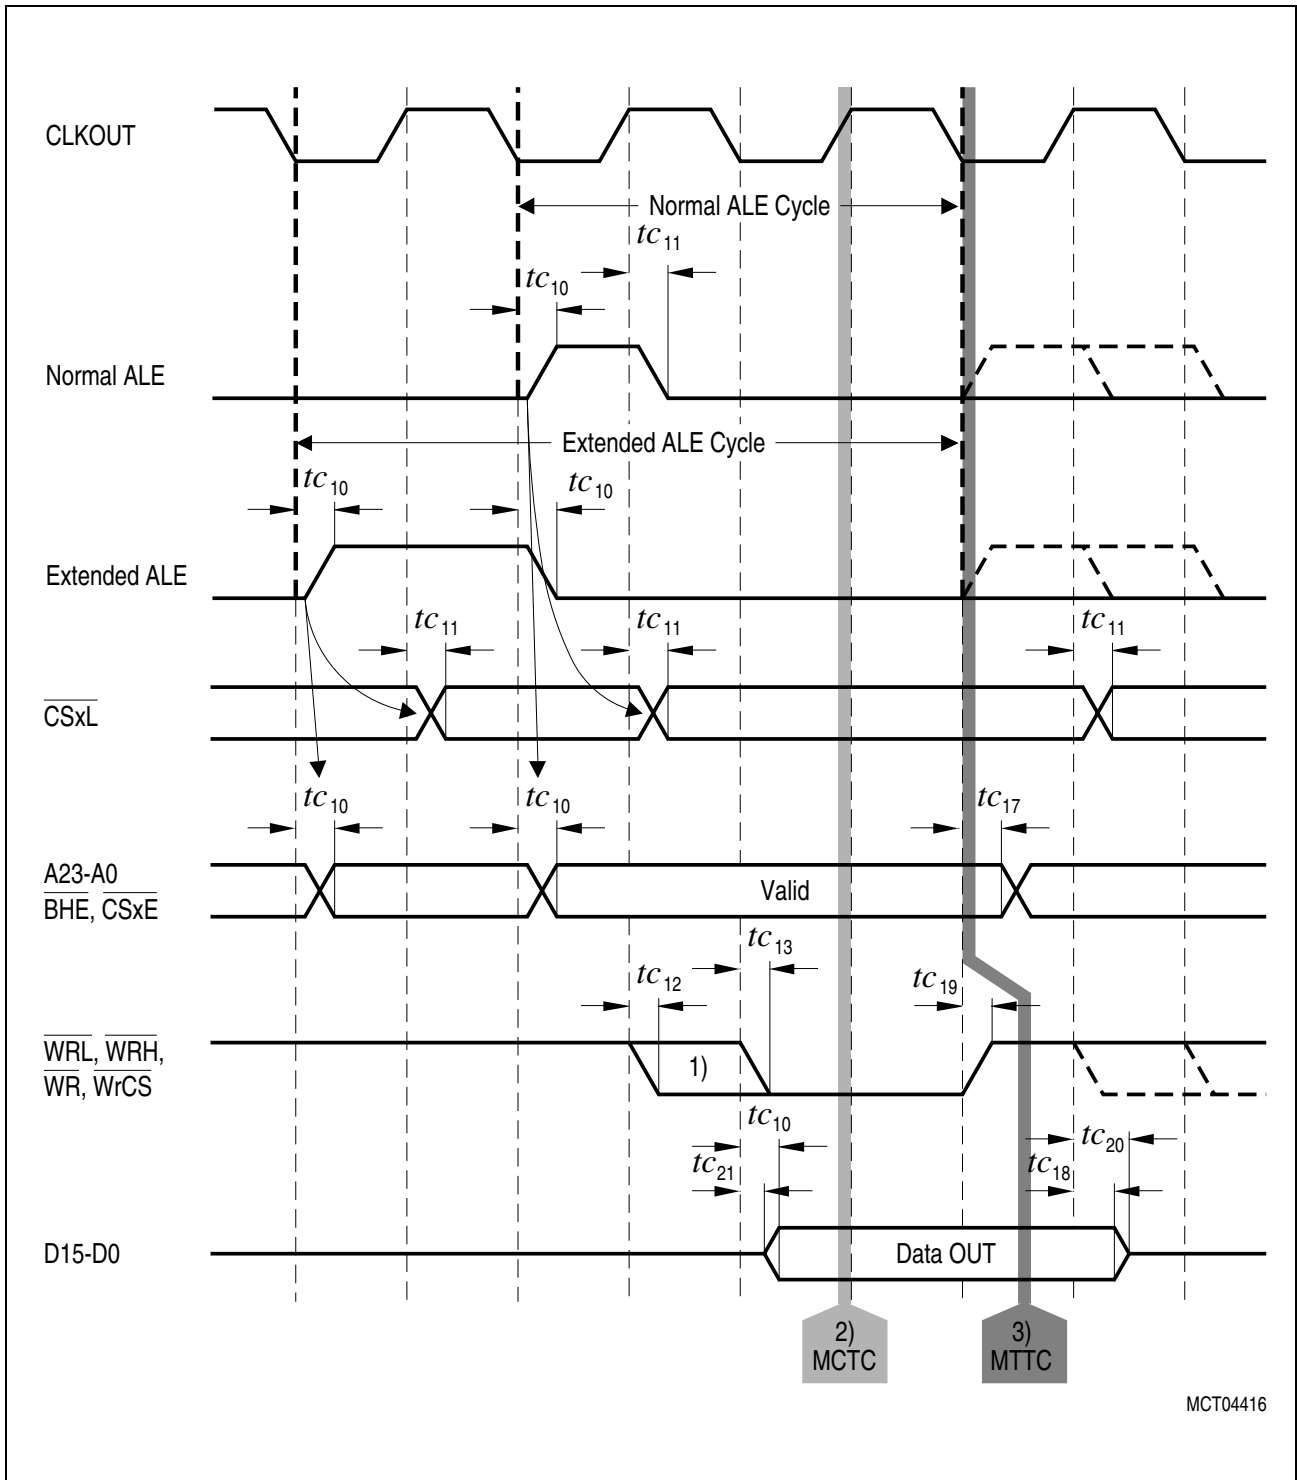 CLKOUT
Normal ALE Cycle
tc11
tc10
Normal ALE
Extended ALE Cycle
tc10
tc10
Extended ALE
tc11
tc11
tc11
CSxL
tc10
tc10
tc17
A23-A0
BHE, CSxE
Valid
tc13
tc12
tc19
WRL, WRH,
WR, WrCS
1)
tc10
tc20
tc21
tc18
D15-D0
Data OUT
2)
MCTC
3)
MTTC
MCT04416